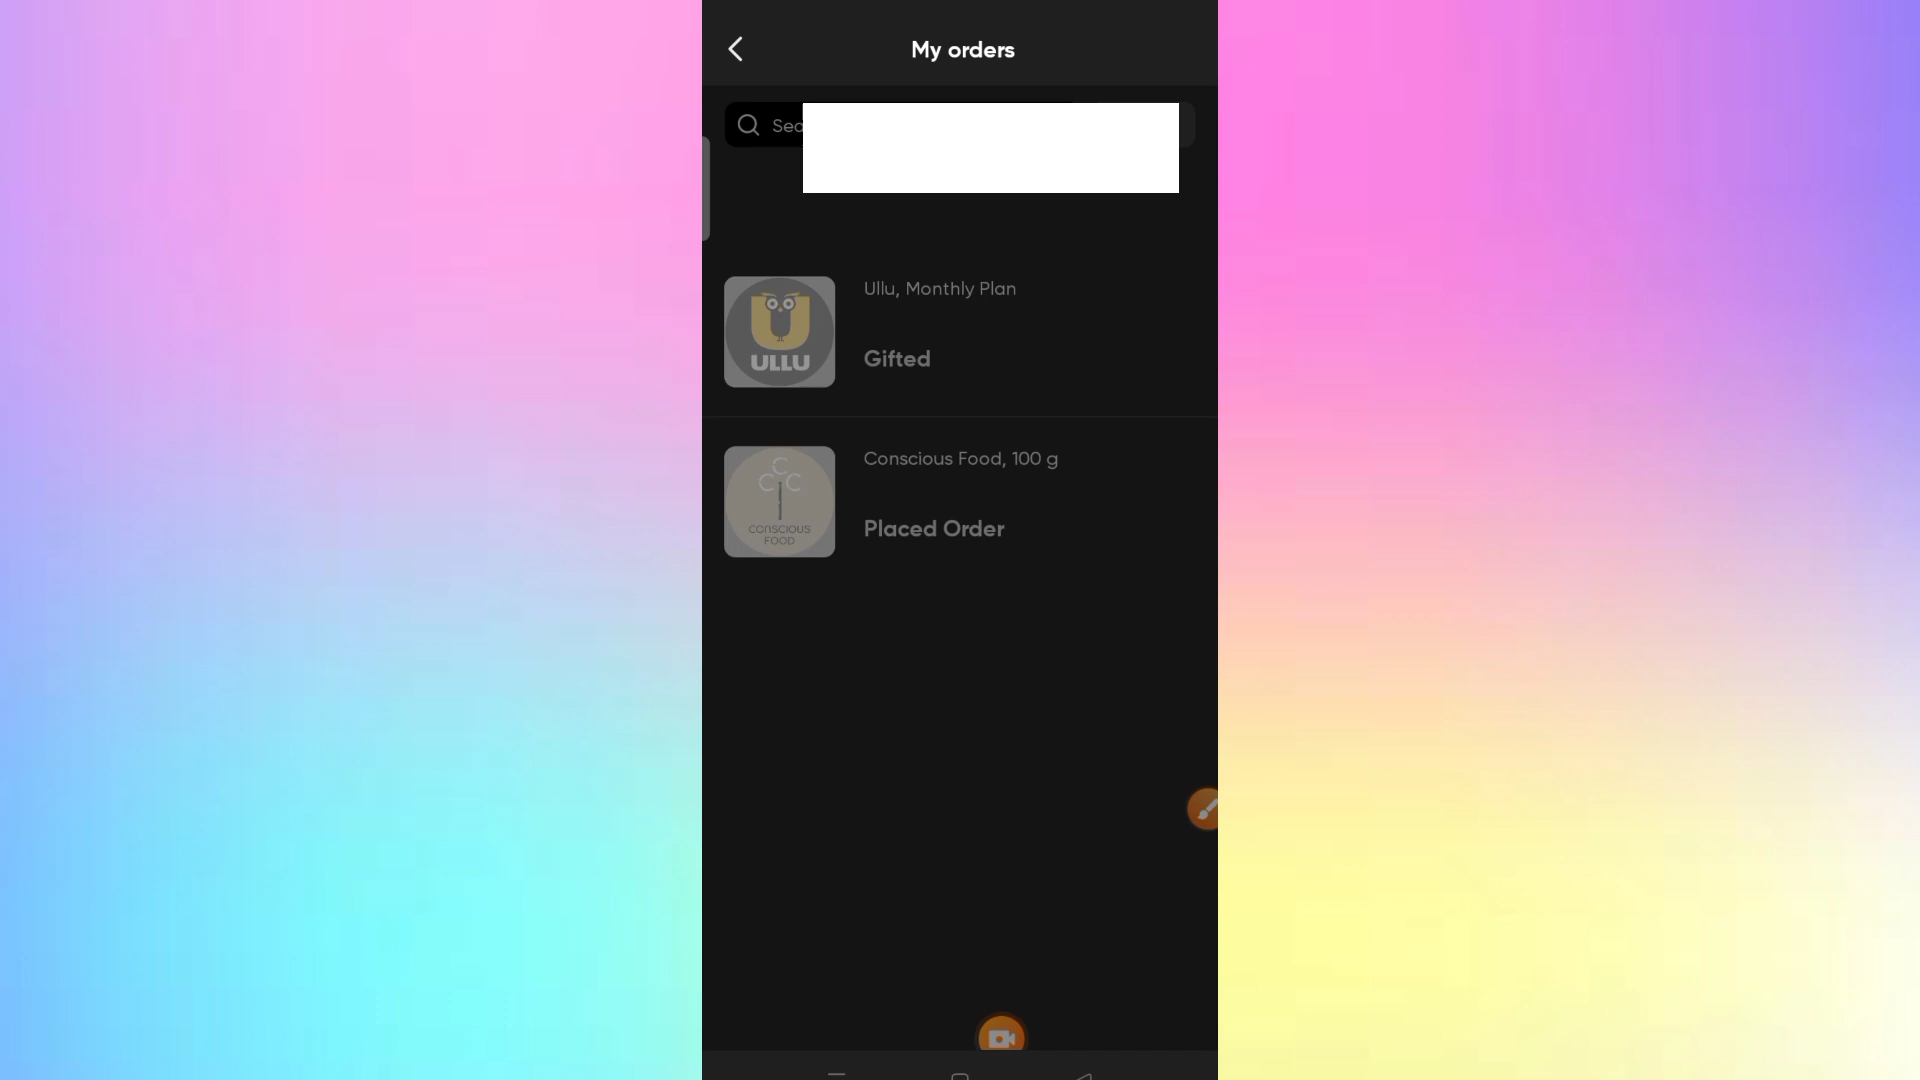 My orders
Sea
Ullu, Monthly Plan
ULLU
Gifted
Conscious Food, 100 g
C
C C
CONSCIOUS
FOOD
Placed Order